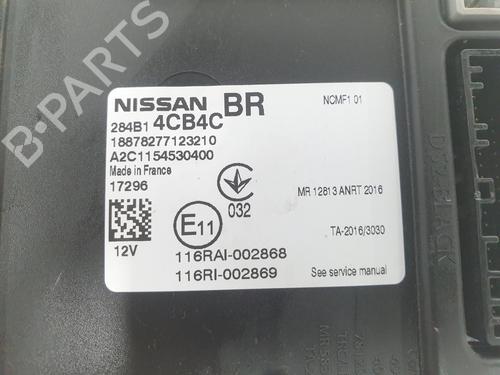 NISSAN BR
NCMF1 01
284B1 4CB4C
18878277123210
A2C1154530400
Made in France
17296
032
MR 12813 ANRT 2016
E11
12V
TA-2016/3030
116RAI-002868
116RI-002869
See service manual
B-PARTS